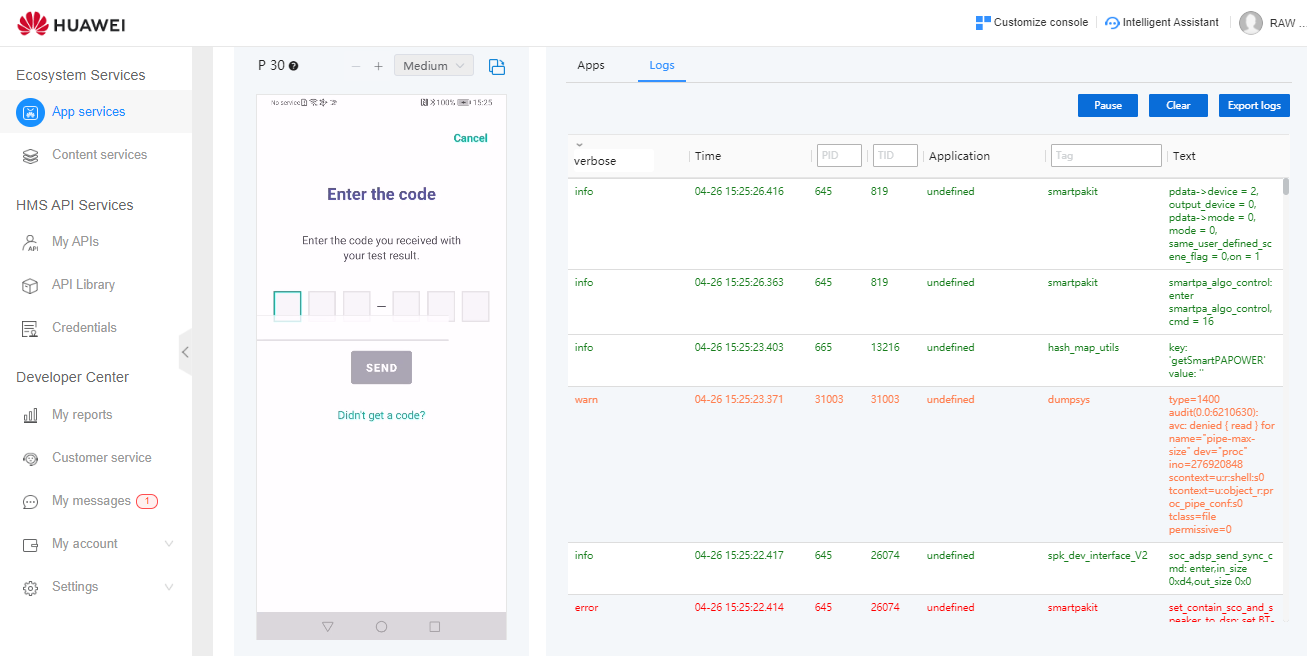 HUAWEI
Customize console
Intelligent Assistant
RAW ...
Ecosystem Services
App services
Content services
HMS API Services
My APIs
API Library
Credentials
Developer Center
My reports
Customer service
My messages 1
My account
Settings
P 30 ?
− + Medium
No service
100% 15:25
Cancel
Enter the code
Enter the code you received with
your test result.
–
SEND
Didn't get a code?
Apps Logs
Pause Clear Export logs
verbose Time PID TID Application Tag Text
info 04-26 15:25:26.416 645 819 undefined smartpakit pdata->device = 2,
output_device = 0,
pdata->mode = 0,
mode = 0,
same_user_defined_sc
ene_flag = 0,on = 1
info 04-26 15:25:26.363 645 819 undefined smartpakit smartpa_algo_control:
enter
smartpa_algo_control,
cmd = 16
info 04-26 15:25:23.403 665 13216 undefined hash_map_utils key:
'getSmartPAPOWER'
value: ''
warn 04-26 15:25:23.371 31003 31003 undefined dumpsys type=1400
audit(0.0:6210630):
avc: denied { read } for
name="pipe-max-
size" dev="proc"
ino=276920848
scontext=u:r:shell:s0
tcontext=u:object_r:pr
oc_pipe_conf:s0
tclass=file
permissive=0
info 04-26 15:25:22.417 645 26074 undefined spk_dev_interface_V2 soc_adsp_send_sync_c
md: enter,in_size
0xd4,out_size 0x0
error 04-26 15:25:22.414 645 26074 undefined smartpakit set_contain_sco_and_s
peaker_to_dsp: set BT-